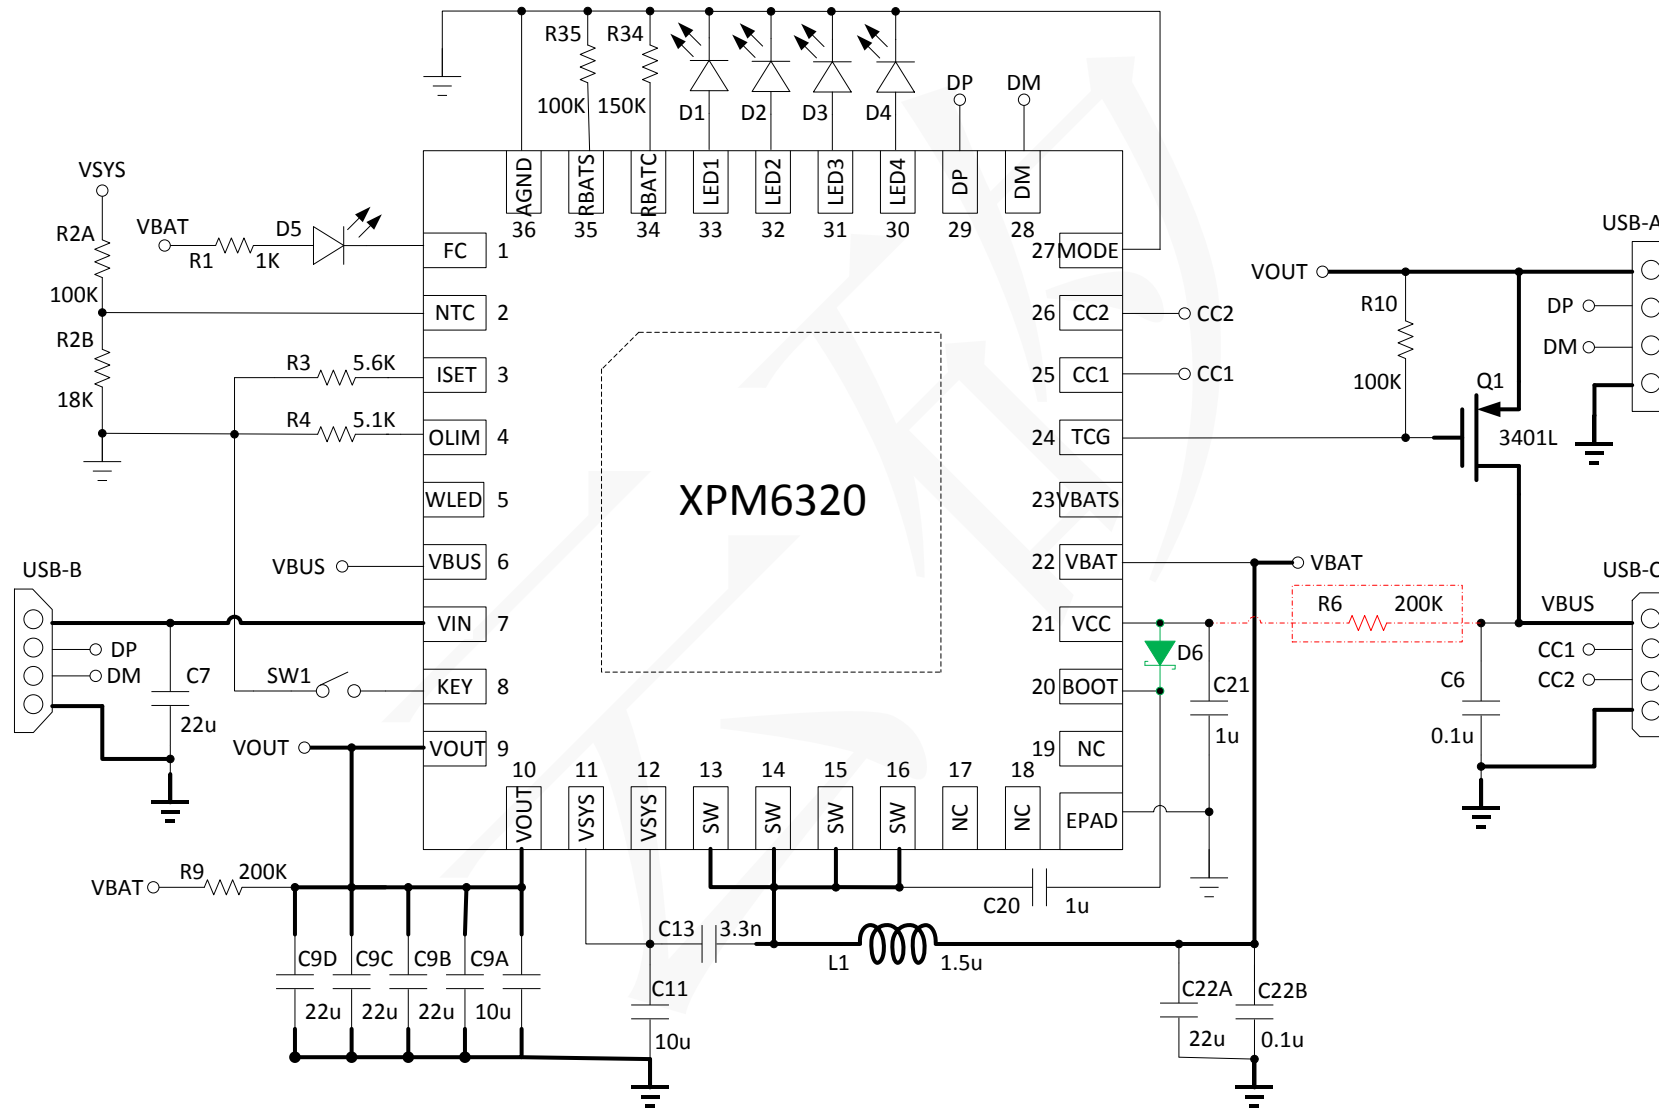 R35
R34
100K
150K
D1
D2
D3
D4
DP
DM
VSYS
R2A
100K
R2B
18K
VBAT
R1
1K
D5
R3
5.6K
R4
5.1K
VBUS
USB-B
DP
DM
C7
22u
SW1
VOUT
AGND
RBATS
RBATC
LED1
LED2
LED3
LED4
DP
DM
36
35
34
33
32
31
30
29
28
FC 1
NTC 2
ISET 3
OLIM 4
WLED 5
VBUS 6
VIN 7
KEY 8
VOUT 9
XPM6320
27 MODE
26 CC2
25 CC1
24 TCG
23 VBATS
22 VBAT
21 VCC
20 BOOT
19 NC
EPAD
10
11
12
13
14
15
16
17
18
VOUT
VSYS
VSYS
SW
SW
SW
SW
NC
NC
CC2
CC1
VOUT
R10
100K
Q1
3401L
USB-A
DP
DM
VBAT
R6
200K
VBUS
D6
C21
1u
C6
0.1u
CC1
CC2
VBAT
R9
200K
C9D
C9C
C9B
C9A
22u
22u
22u
10u
C13
3.3n
C11
10u
C20
1u
L1
1.5u
C22A
22u
C22B
0.1u